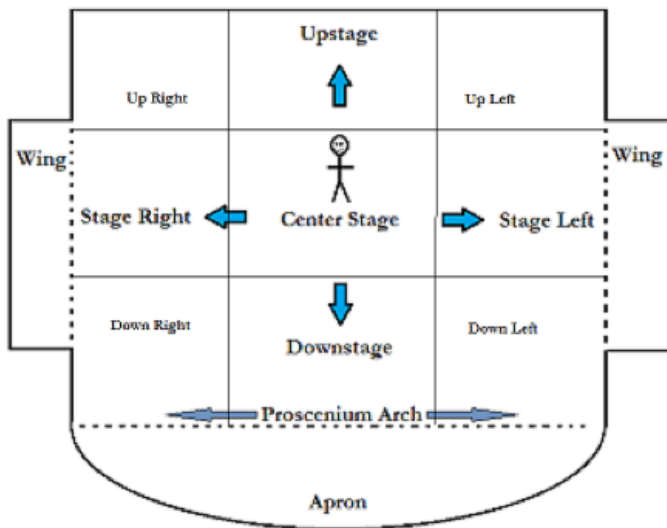 Upstage
Up Right
Up Left
Wing
Wing
Stage Right
Center Stage
Stage Left
Down Right
Down Left
Downstage
Proscenium Arch
Apron